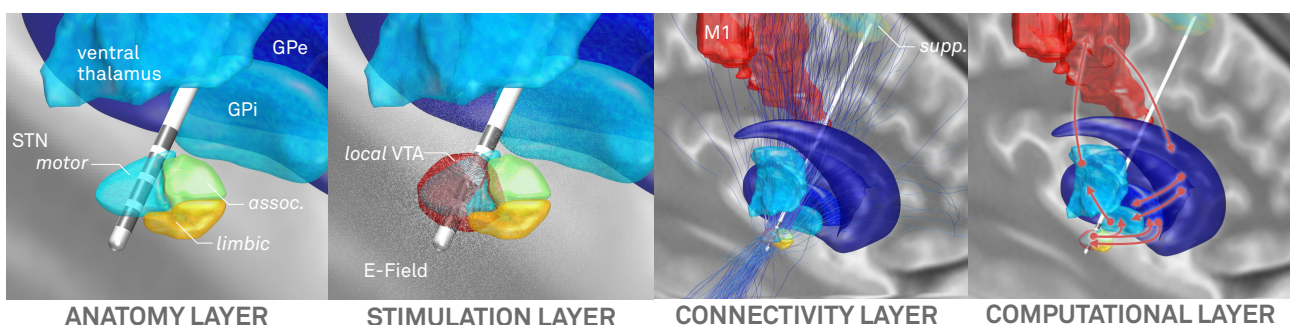 ventral
thalamus
GPe
GPi
STN
motor
assoc.
limbic
local VTA
E-Field
M1
supp.
ANATOMY LAYER
STIMULATION LAYER
CONNECTIVITY LAYER
COMPUTATIONAL LAYER